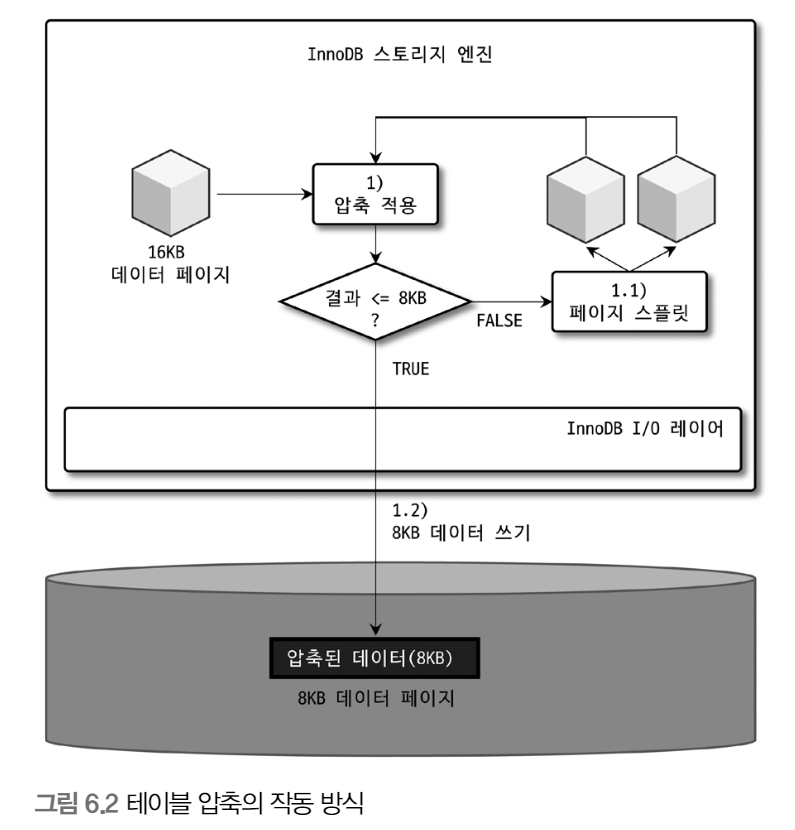 InnoDB 스토리지 엔진
1)
압축 적용
16KB
데이터 페이지
결과 <= 8KB
?
FALSE
1.1)
페이지 스플릿
TRUE
InnoDB I/O 레이어
1.2)
8KB 데이터 쓰기
압축된 데이터(8KB)
8KB 데이터 페이지
그림 6.2 테이블 압축의 작동 방식